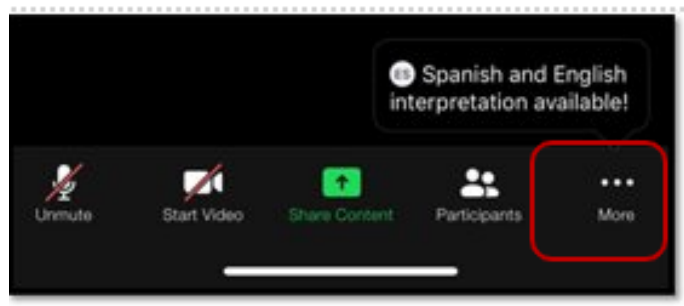 ES Spanish and English
interpretation available!
Unmute
Start Video
Share Content
Participants
More